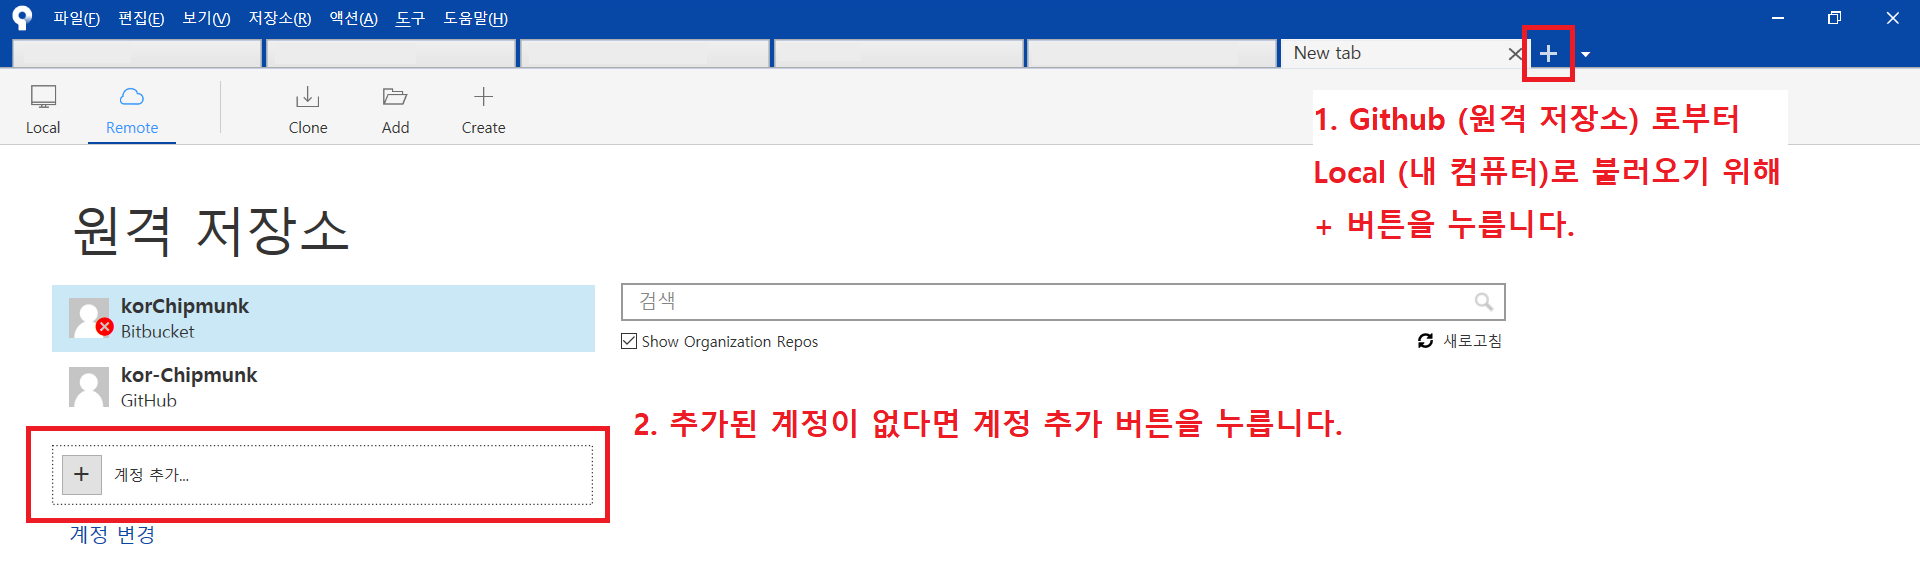 파일(F) 편집(E) 보기(V) 저장소(R) 액션(A) 도구 도움말(H)
New tab
Local Remote Clone Add Create
1. Github (원격 저장소) 로부터
Local (내 컴퓨터)로 불러오기 위해
+ 버튼을 누릅니다.
원격 저장소
korChipmunk
Bitbucket
검색
Show Organization Repos 새로고침
kor-Chipmunk
GitHub
2. 추가된 계정이 없다면 계정 추가 버튼을 누릅니다.
+ 계정 추가...
계정 변경